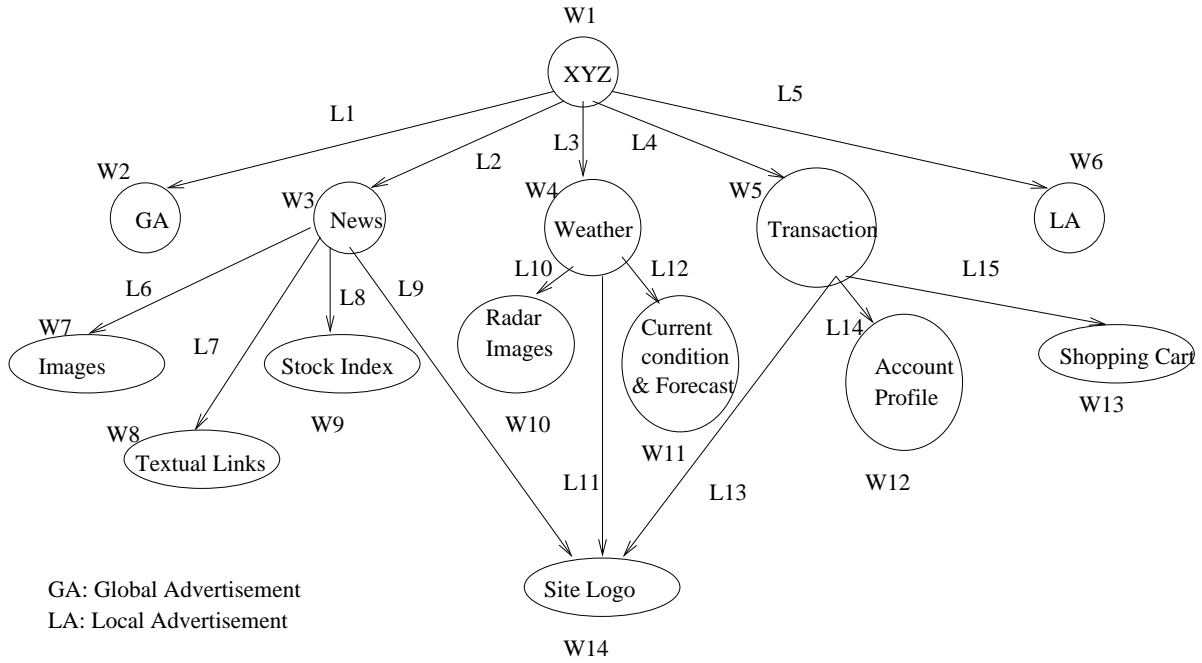 W1
XYZ
L1
L2
L3
L4
L5
W2
GA
W3
News
W4
Weather
W5
Transaction
W6
LA
L6
L7
L8
L9
L10
L12
L15
L14
W7
Images
Stock Index
W9
Radar
Images
W10
Current
condition
& Forecast
W11
Account
Profile
W12
Shopping Cart
W13
W8
Textual Links
L11
L13
Site Logo
W14
GA: Global Advertisement
LA: Local Advertisement